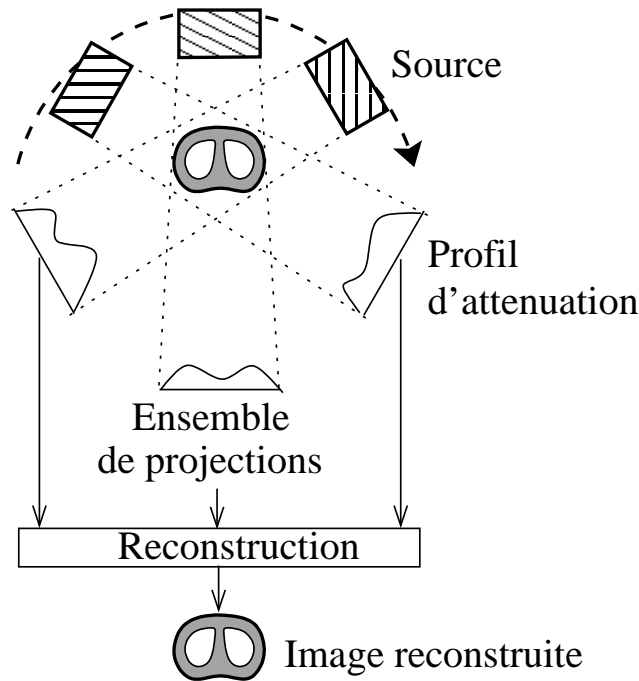 Source
Profil
d’attenuation
Ensemble
de projections
Reconstruction
Image reconstruite